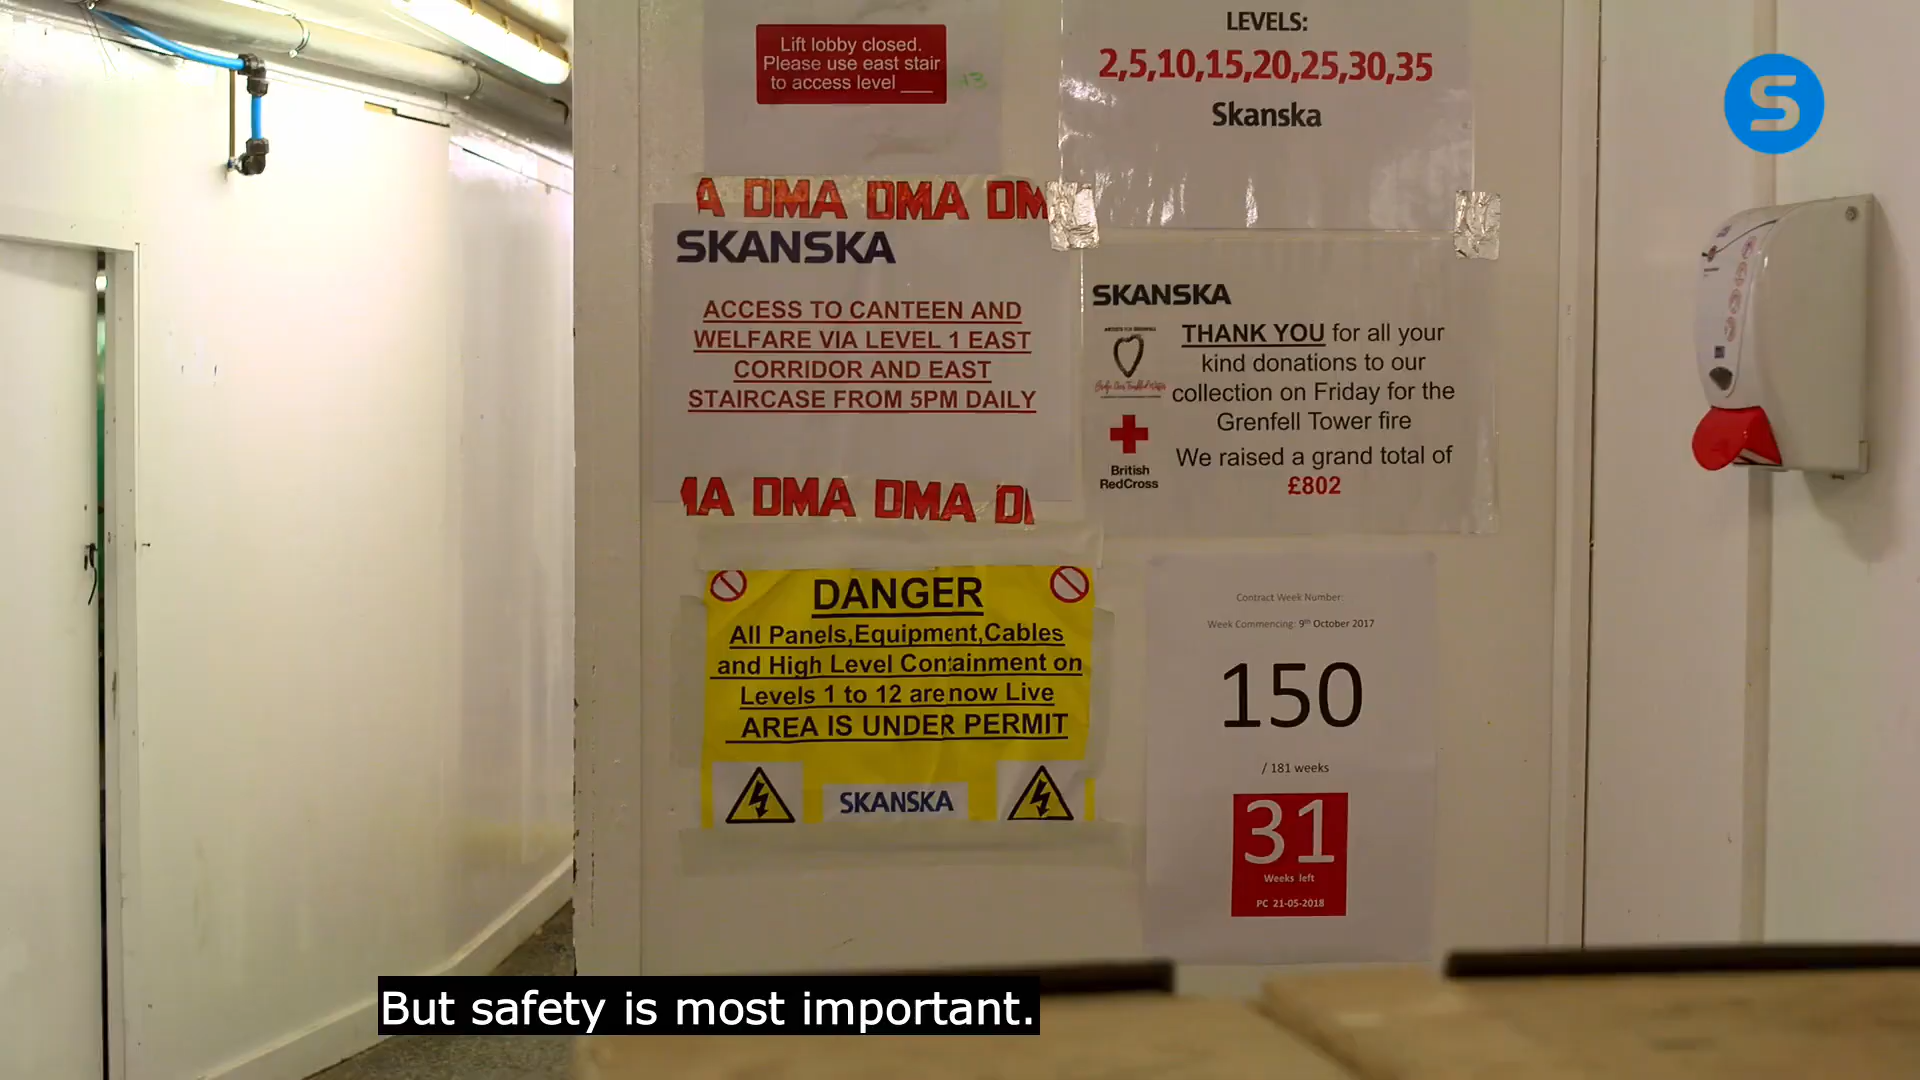 Lift lobby closed.
Please use east stair
to access level ___
13
LEVELS:
2,5,10,15,20,25,30,35
Skanska
S
A DMA DMA DM
SKANSKA
ACCESS TO CANTEEN AND
WELFARE VIA LEVEL 1 EAST
CORRIDOR AND EAST
STAIRCASE FROM 5PM DAILY
MA DMA DMA D
SKANSKA
THANK YOU for all your
kind donations to our
collection on Friday for the
Grenfell Tower fire
We raised a grand total of
£802
British
RedCross
DANGER
All Panels,Equipment,Cables
and High Level Containment on
Levels 1 to 12 are now Live
AREA IS UNDER PERMIT
SKANSKA
Contract Week Number:
Week Commencing: 9th October 2017
150
/ 181 weeks
31
Weeks left
PC 21-05-2018
But safety is most important.